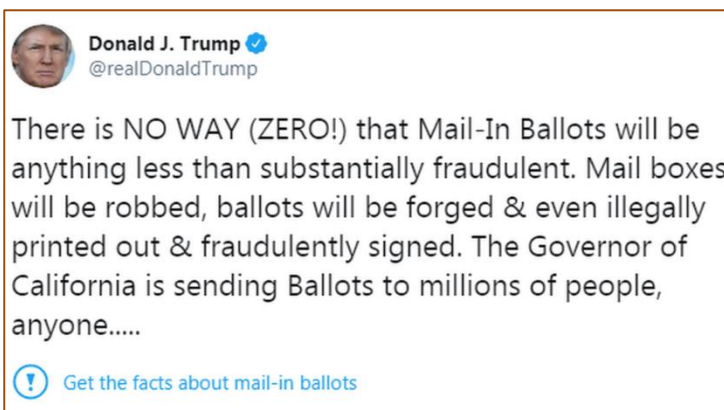 Donald J. Trump
@realDonaldTrump
There is NO WAY (ZERO!) that Mail-In Ballots will be
anything less than substantially fraudulent. Mail boxes
will be robbed, ballots will be forged & even illegally
printed out & fraudulently signed. The Governor of
California is sending Ballots to millions of people,
anyone.....
Get the facts about mail-in ballots